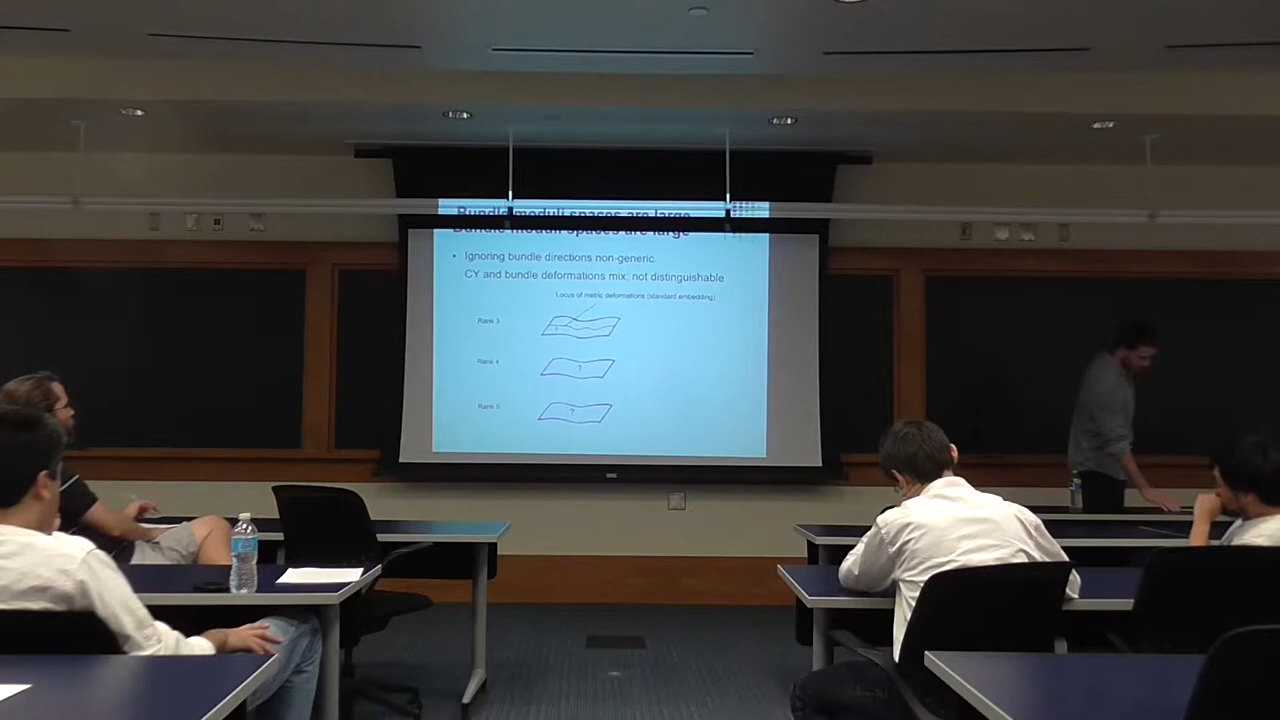 Bundle moduli spaces are large
• Ignoring bundle directions non-generic.
CY and bundle deformations mix, not distinguishable
Locus of metric deformations (standard embedding)
Rank 3
Rank 4
?
Rank 5
?